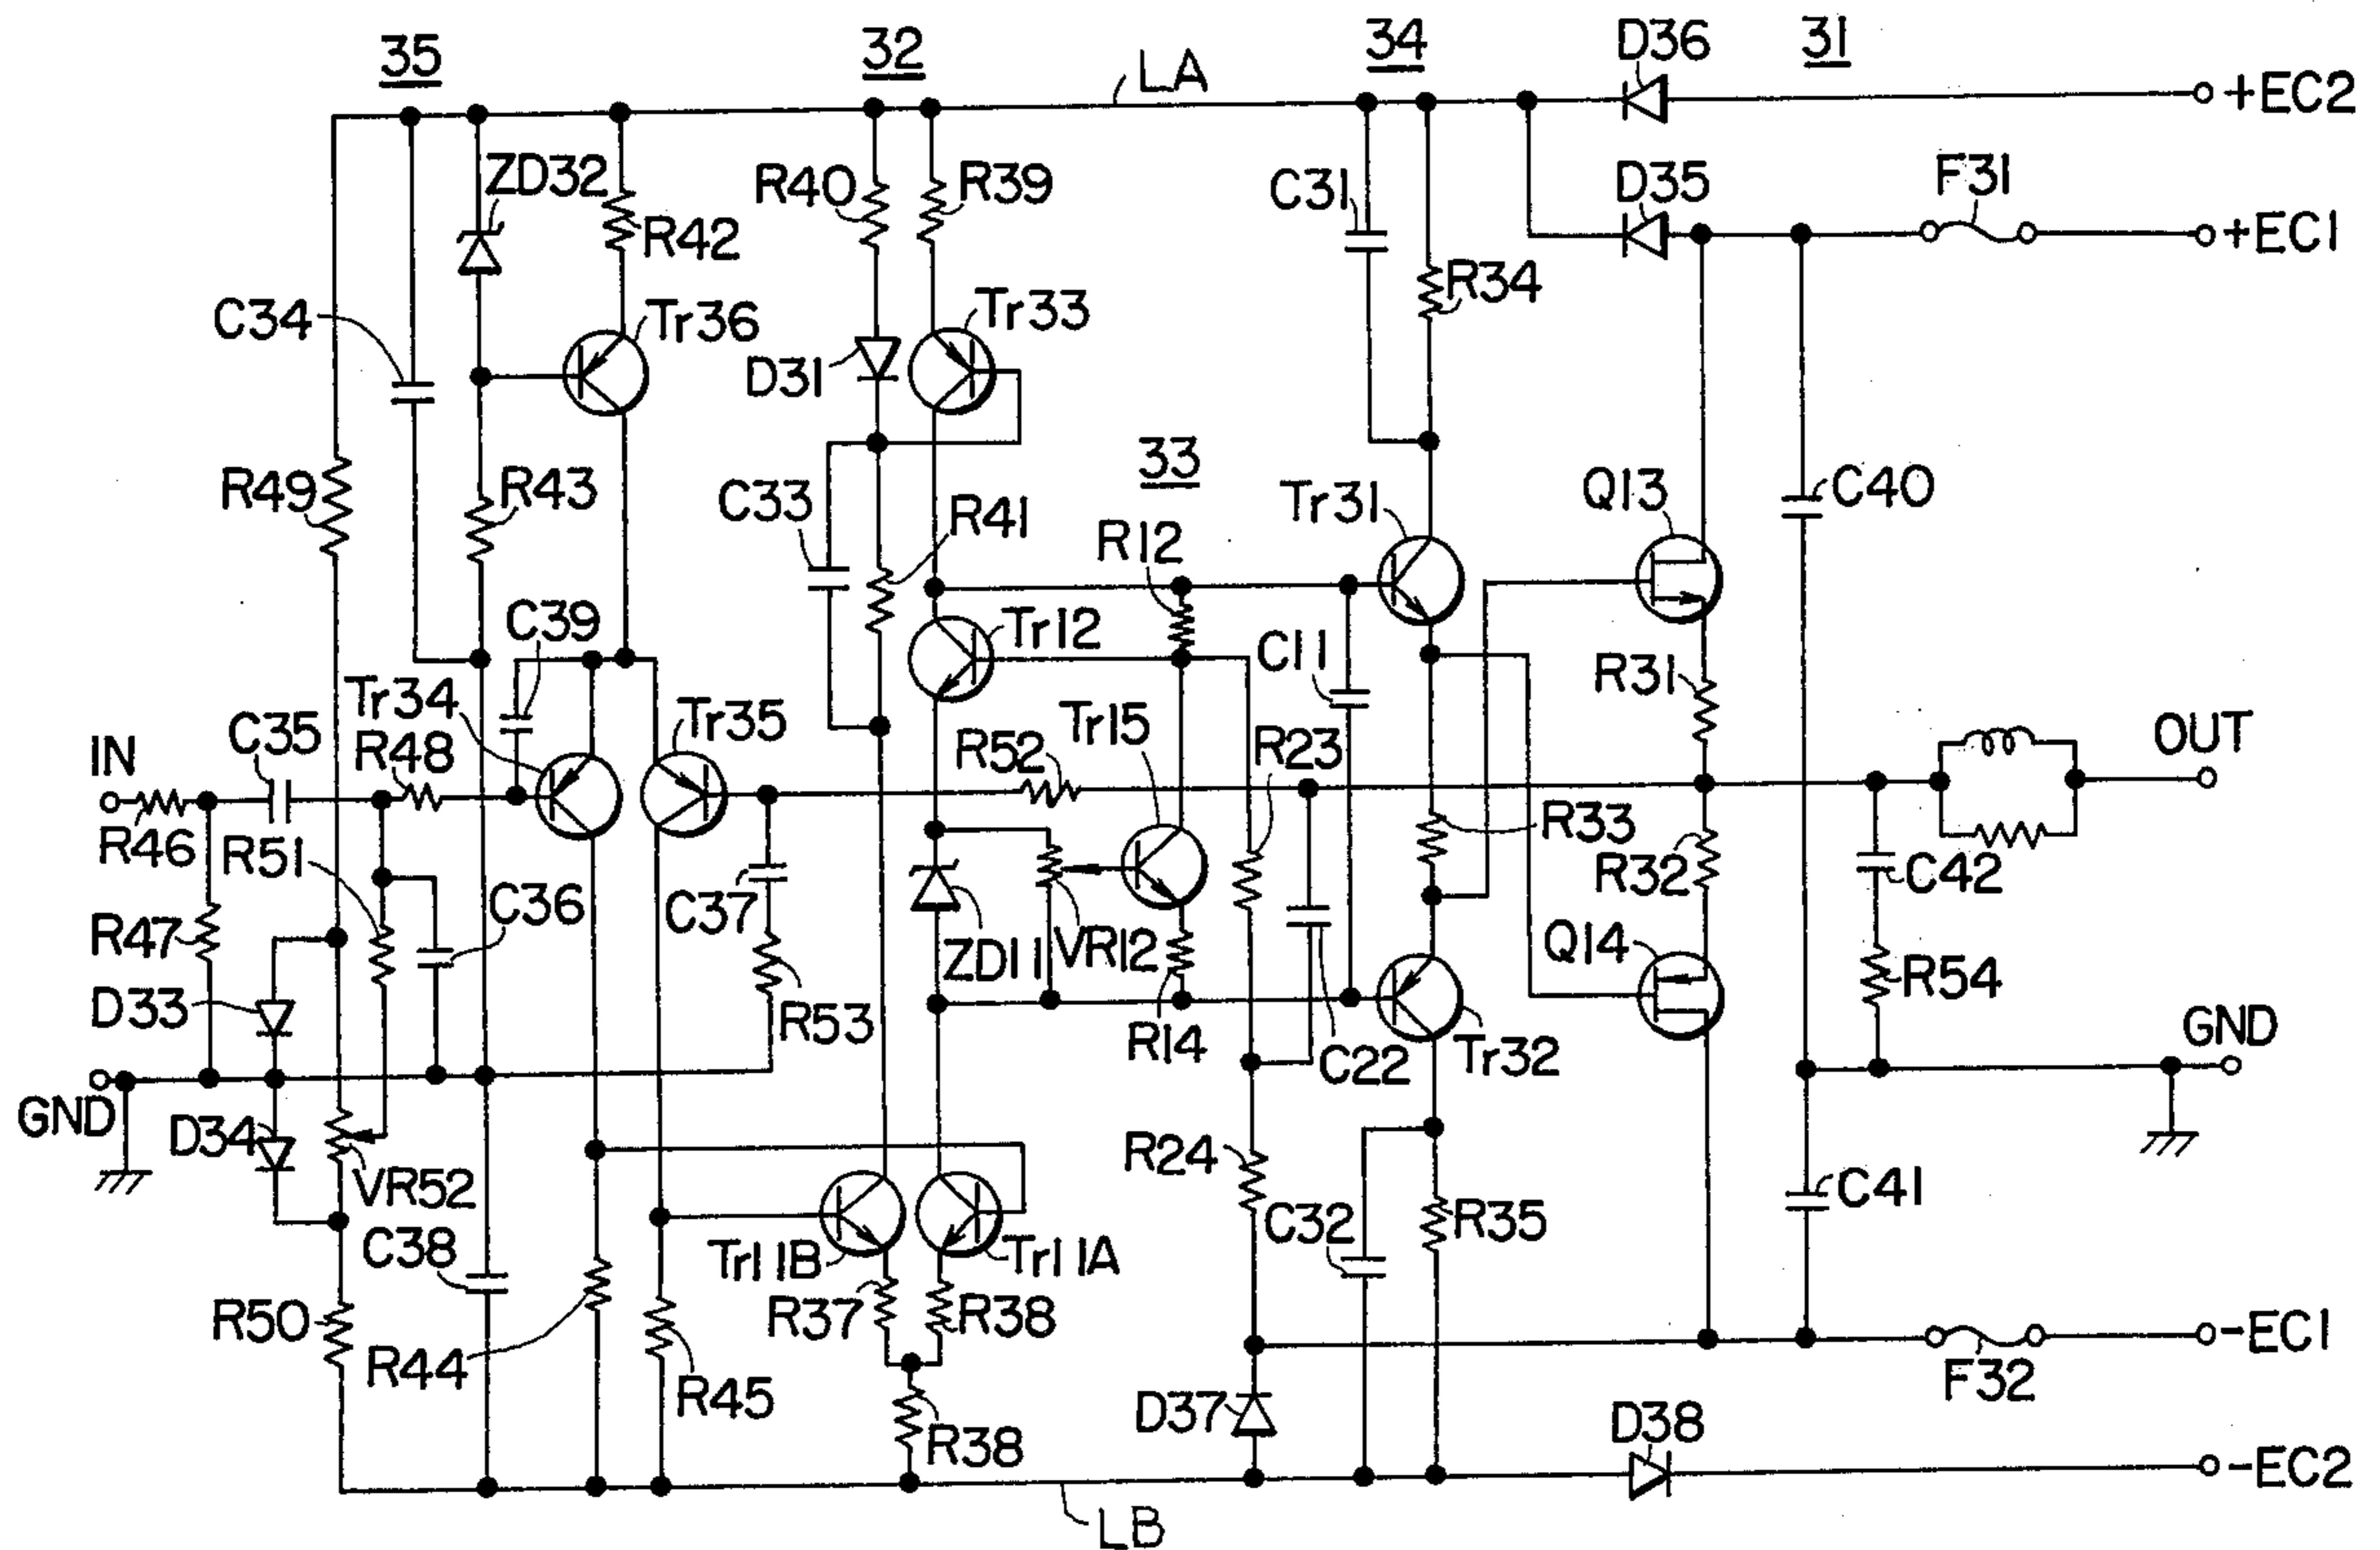 35
32
34
D36
31
LA
+EC2
ZD32
R40
R39
C31
D35
F31
+EC1
R42
C34
Tr36
Tr33
R34
D31
R49
R43
C33
R41
33
R12
Tr31
Q13
C40
C39
Tr12
C11
R31
Tr34
Tr35
IN
C35
R48
R52
Tr15
R23
OUT
R46
R51
R33
R32
C42
R47
C36
C37
ZD11
VR12
Q14
D33
R53
R14
C22
Tr32
R54
GND
GND
D34
VR52
R24
C32
R35
C41
C38
Tr11B
Tr11A
R50
R37
R38
R44
R45
R38
D37
F32
-EC1
D38
-EC2
LB